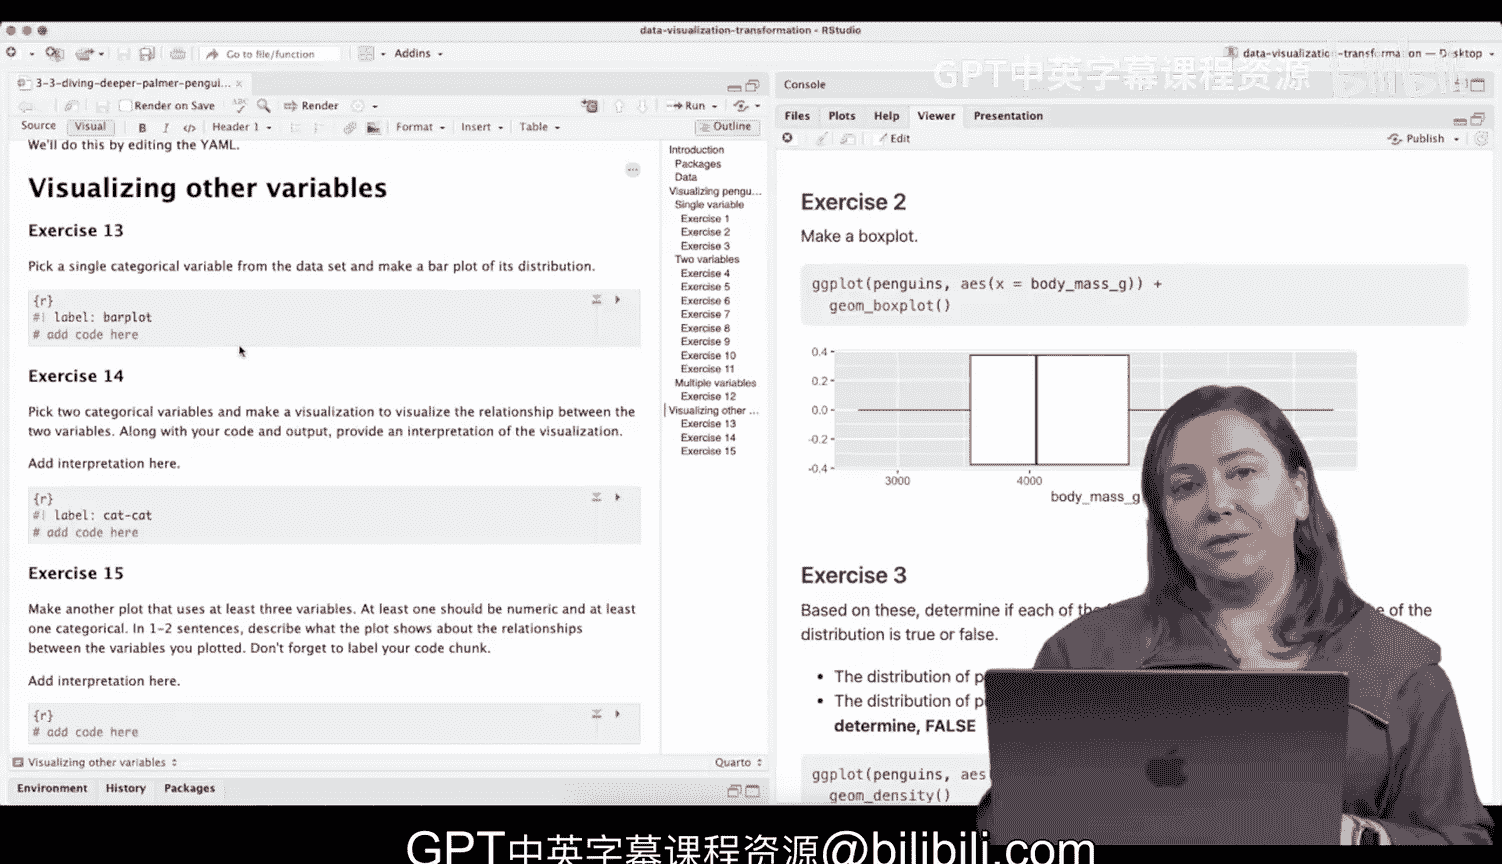 data-visualization-transformation - RStudio
Go to file/function
Addins
data-visualization-transformation — Desktop
GPT中英字幕课程资源 bilibili
3-3-diving-deeper-palmer-pengui...
Render on Save
Render
Run
Source
Visual
B
I
</>
Header 1
Format
Insert
Table
Outline
We'll do this by editing the YAML.
Visualizing other variables
Exercise 13
Pick a single categorical variable from the data set and make a bar plot of its distribution.
{r}
#| label: barplot
# add code here
Exercise 14
Pick two categorical variables and make a visualization to visualize the relationship between the
two variables. Along with your code and output, provide an interpretation of the visualization.
Add interpretation here.
{r}
#| label: cat-cat
# add code here
Exercise 15
Make another plot that uses at least three variables. At least one should be numeric and at least
one categorical. In 1-2 sentences, describe what the plot shows about the relationships
between the variables you plotted. Don't forget to label your code chunk.
Add interpretation here.
{r}
# add code here
Visualizing other variables
Quarto
Environment
History
Packages
Introduction
Packages
Data
Visualizing pengu...
Single variable
Exercise 1
Exercise 2
Exercise 3
Two variables
Exercise 4
Exercise 5
Exercise 6
Exercise 7
Exercise 8
Exercise 9
Exercise 10
Exercise 11
Multiple variables
Exercise 12
Visualizing other ...
Exercise 13
Exercise 14
Exercise 15
Console
Files
Plots
Help
Viewer
Presentation
Edit
Publish
Exercise 2
Make a boxplot.
ggplot(penguins, aes(x = body_mass_g)) +
geom_boxplot()
0.4
0.2
0.0
-0.2
-0.4
3000
4000
body_mass_g
Exercise 3
Based on these, determine if each of the
e of the
distribution is true or false.
• The distribution of p
• The distribution of p
determine, FALSE
ggplot(penguins, aes
geom_density()
GPT中英字幕课程资源@bilibili.com